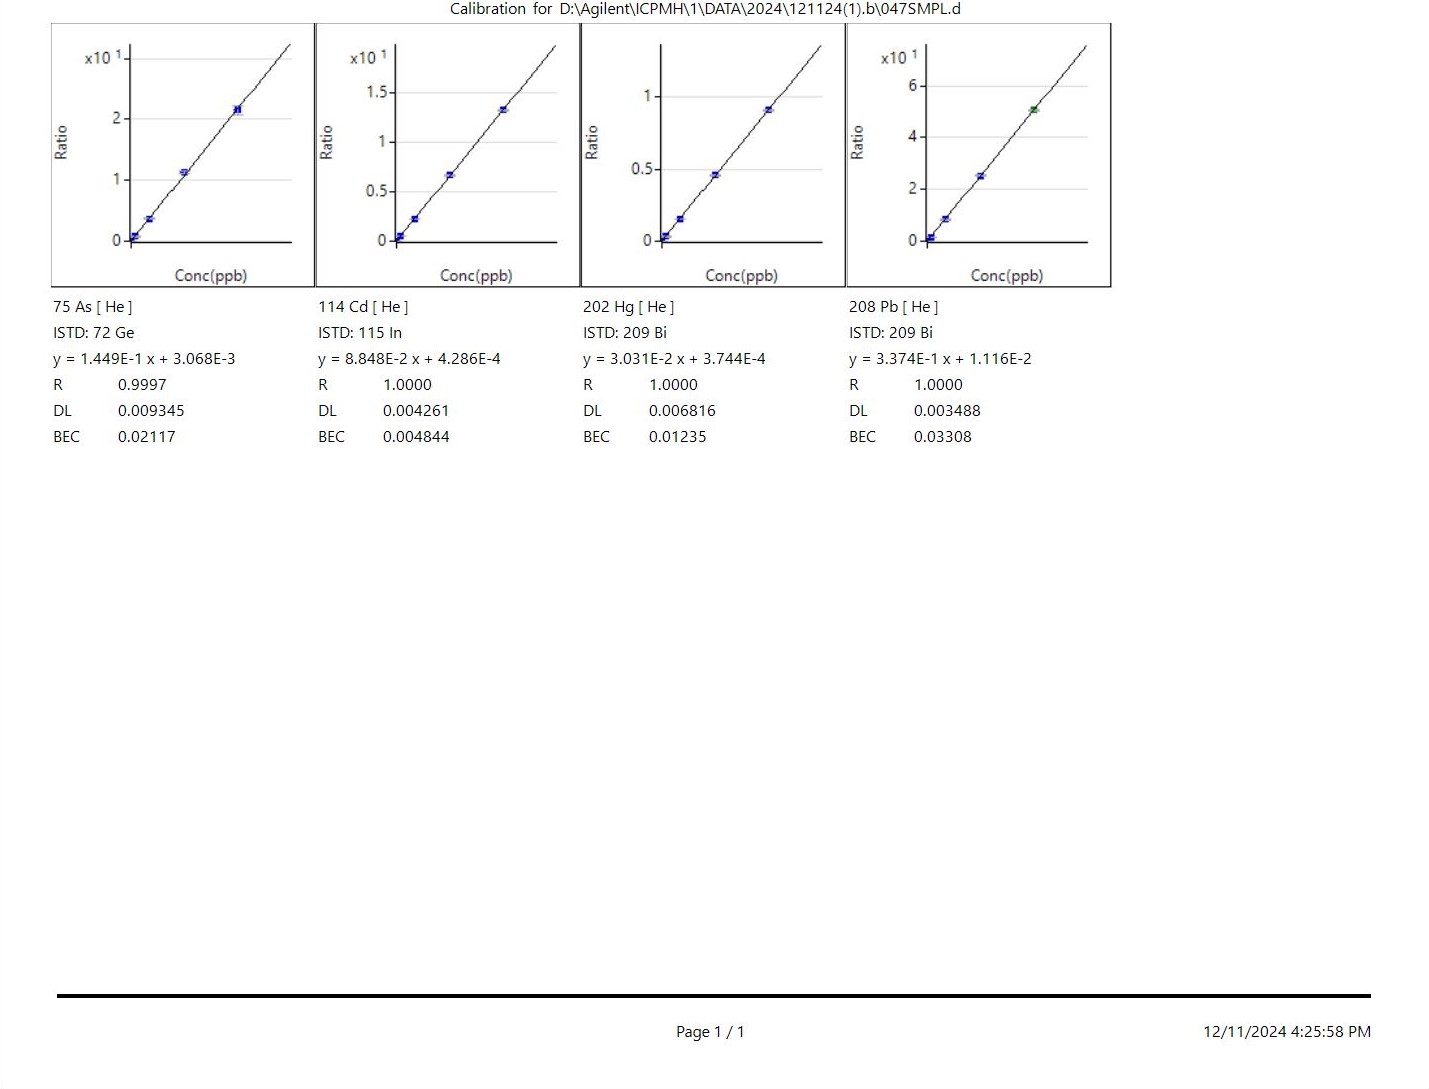 Calibration for D:\Agilent\ICPMH\1\DATA\2024\121124(1).b\047SMPL.d
x10 1
2
1
0
Ratio
Conc(ppb)
x10 1
1.5
1
0.5
0
Ratio
Conc(ppb)
1
0.5
0
Ratio
Conc(ppb)
x10 1
6
4
2
0
Ratio
Conc(ppb)
75 As [ He ]
ISTD: 72 Ge
y = 1.449E-1 x + 3.068E-3
R 0.9997
DL 0.009345
BEC 0.02117
114 Cd [ He ]
ISTD: 115 In
y = 8.848E-2 x + 4.286E-4
R 1.0000
DL 0.004261
BEC 0.004844
202 Hg [ He ]
ISTD: 209 Bi
y = 3.031E-2 x + 3.744E-4
R 1.0000
DL 0.006816
BEC 0.01235
208 Pb [ He ]
ISTD: 209 Bi
y = 3.374E-1 x + 1.116E-2
R 1.0000
DL 0.003488
BEC 0.03308
Page 1 / 1
12/11/2024 4:25:58 PM